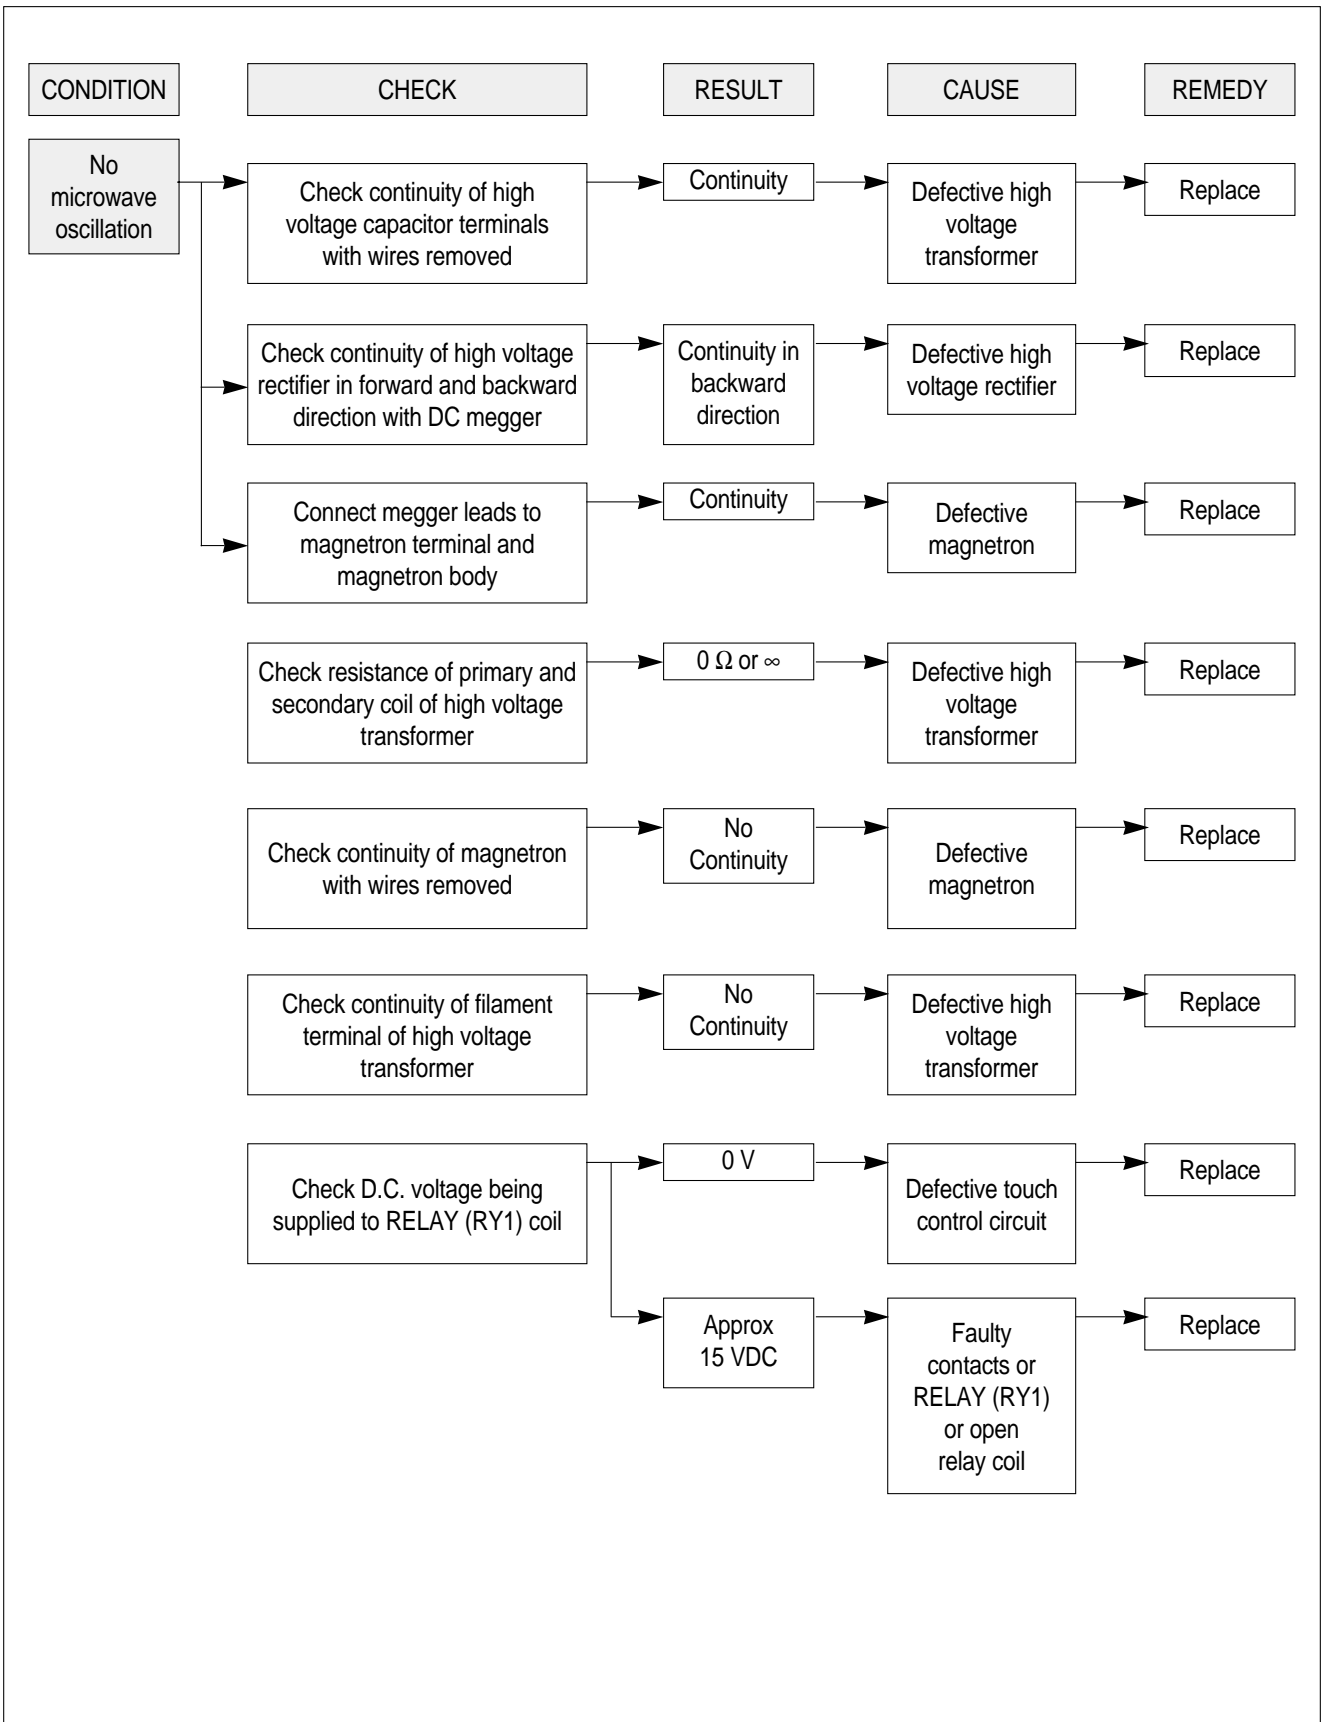 CONDITION
CHECK
RESULT
CAUSE
REMEDY
No
microwave
oscillation
Check continuity of high
voltage capacitor terminals
with wires removed
Continuity
Defective high
voltage
transformer
Replace
Check continuity of high voltage
rectifier in forward and backward
direction with DC megger
Continuity in
backward
direction
Defective high
voltage rectifier
Replace
Connect megger leads to
magnetron terminal and
magnetron body
Continuity
Defective
magnetron
Replace
Check resistance of primary and
secondary coil of high voltage
transformer
0 Ω or ∞
Defective high
voltage
transformer
Replace
Check continuity of magnetron
with wires removed
No
Continuity
Defective
magnetron
Replace
Check continuity of filament
terminal of high voltage
transformer
No
Continuity
Defective high
voltage
transformer
Replace
Check D.C. voltage being
supplied to RELAY (RY1) coil
0 V
Defective touch
control circuit
Replace
Approx
15 VDC
Faulty
contacts or
RELAY (RY1)
or open
relay coil
Replace